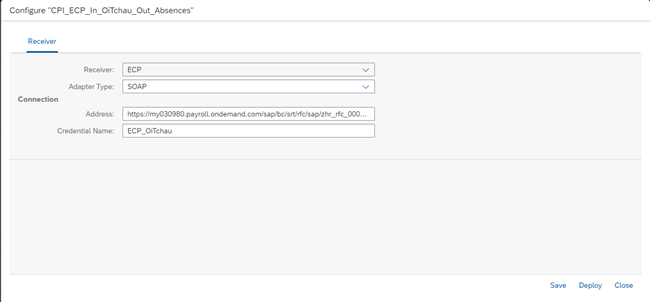 Configure "CPI_ECP_In_OiTchau_Out_Absences"
Receiver
Receiver: ECP
Adapter Type: SOAP
Connection
Address: https://my030980.payroll.ondemand.com/sap/bc/srt/rfc/sap/zhr_rfc_000...
Credential Name: ECP_OiTchau
Save Deploy Close